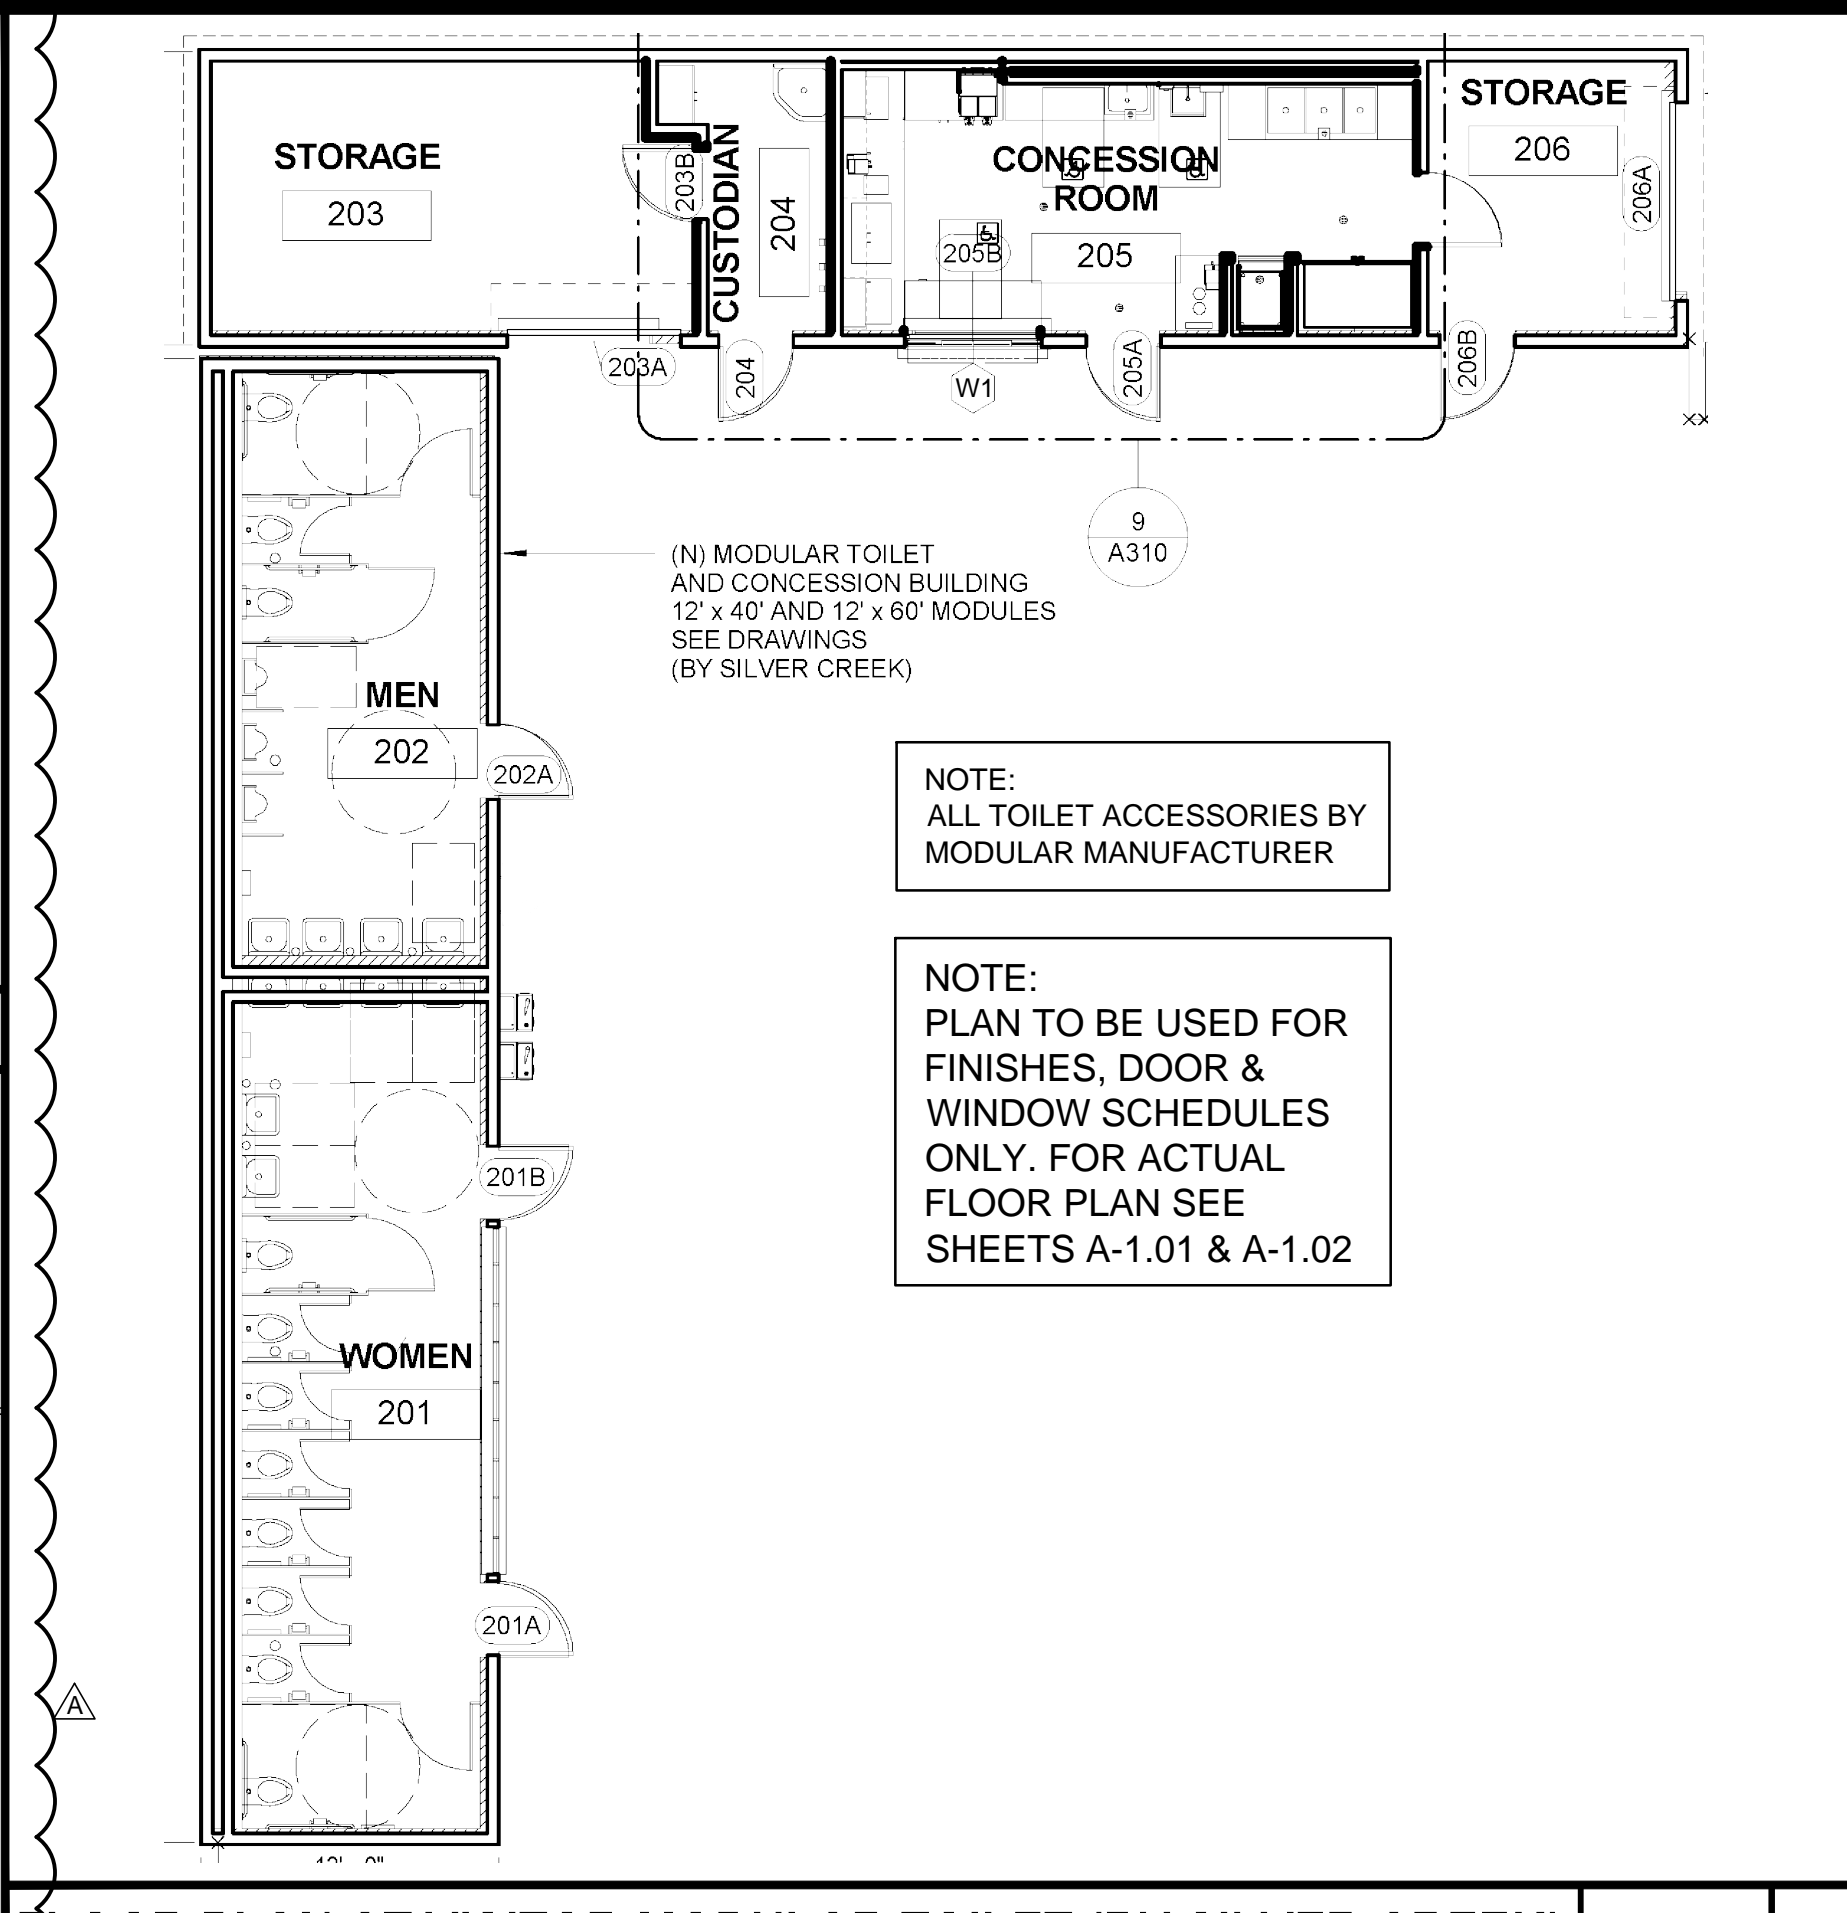 STORAGE
203
203B
CUSTODIAN
204
CONCESSION
ROOM
205B
205
STORAGE
206
206A
203A
204
W1
205A
206B
9
A310
(N) MODULAR TOILET
AND CONCESSION BUILDING
12' x 40' AND 12' x 60' MODULES
SEE DRAWINGS
(BY SILVER CREEK)
MEN
202
202A
NOTE:
ALL TOILET ACCESSORIES BY
MODULAR MANUFACTURER
NOTE:
PLAN TO BE USED FOR
FINISHES, DOOR &
WINDOW SCHEDULES
ONLY. FOR ACTUAL
FLOOR PLAN SEE
SHEETS A-1.01 & A-1.02
201B
WOMEN
201
201A
A